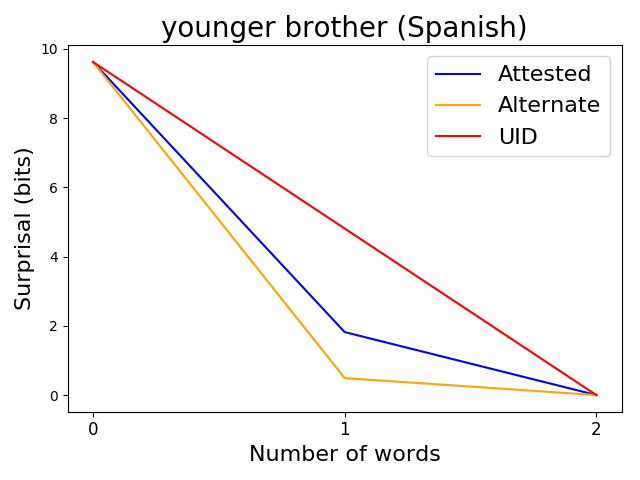 younger brother (Spanish)
Attested
Alternate
UID
Surprisal (bits)
10
8
6
4
2
0
0 1 2
Number of words